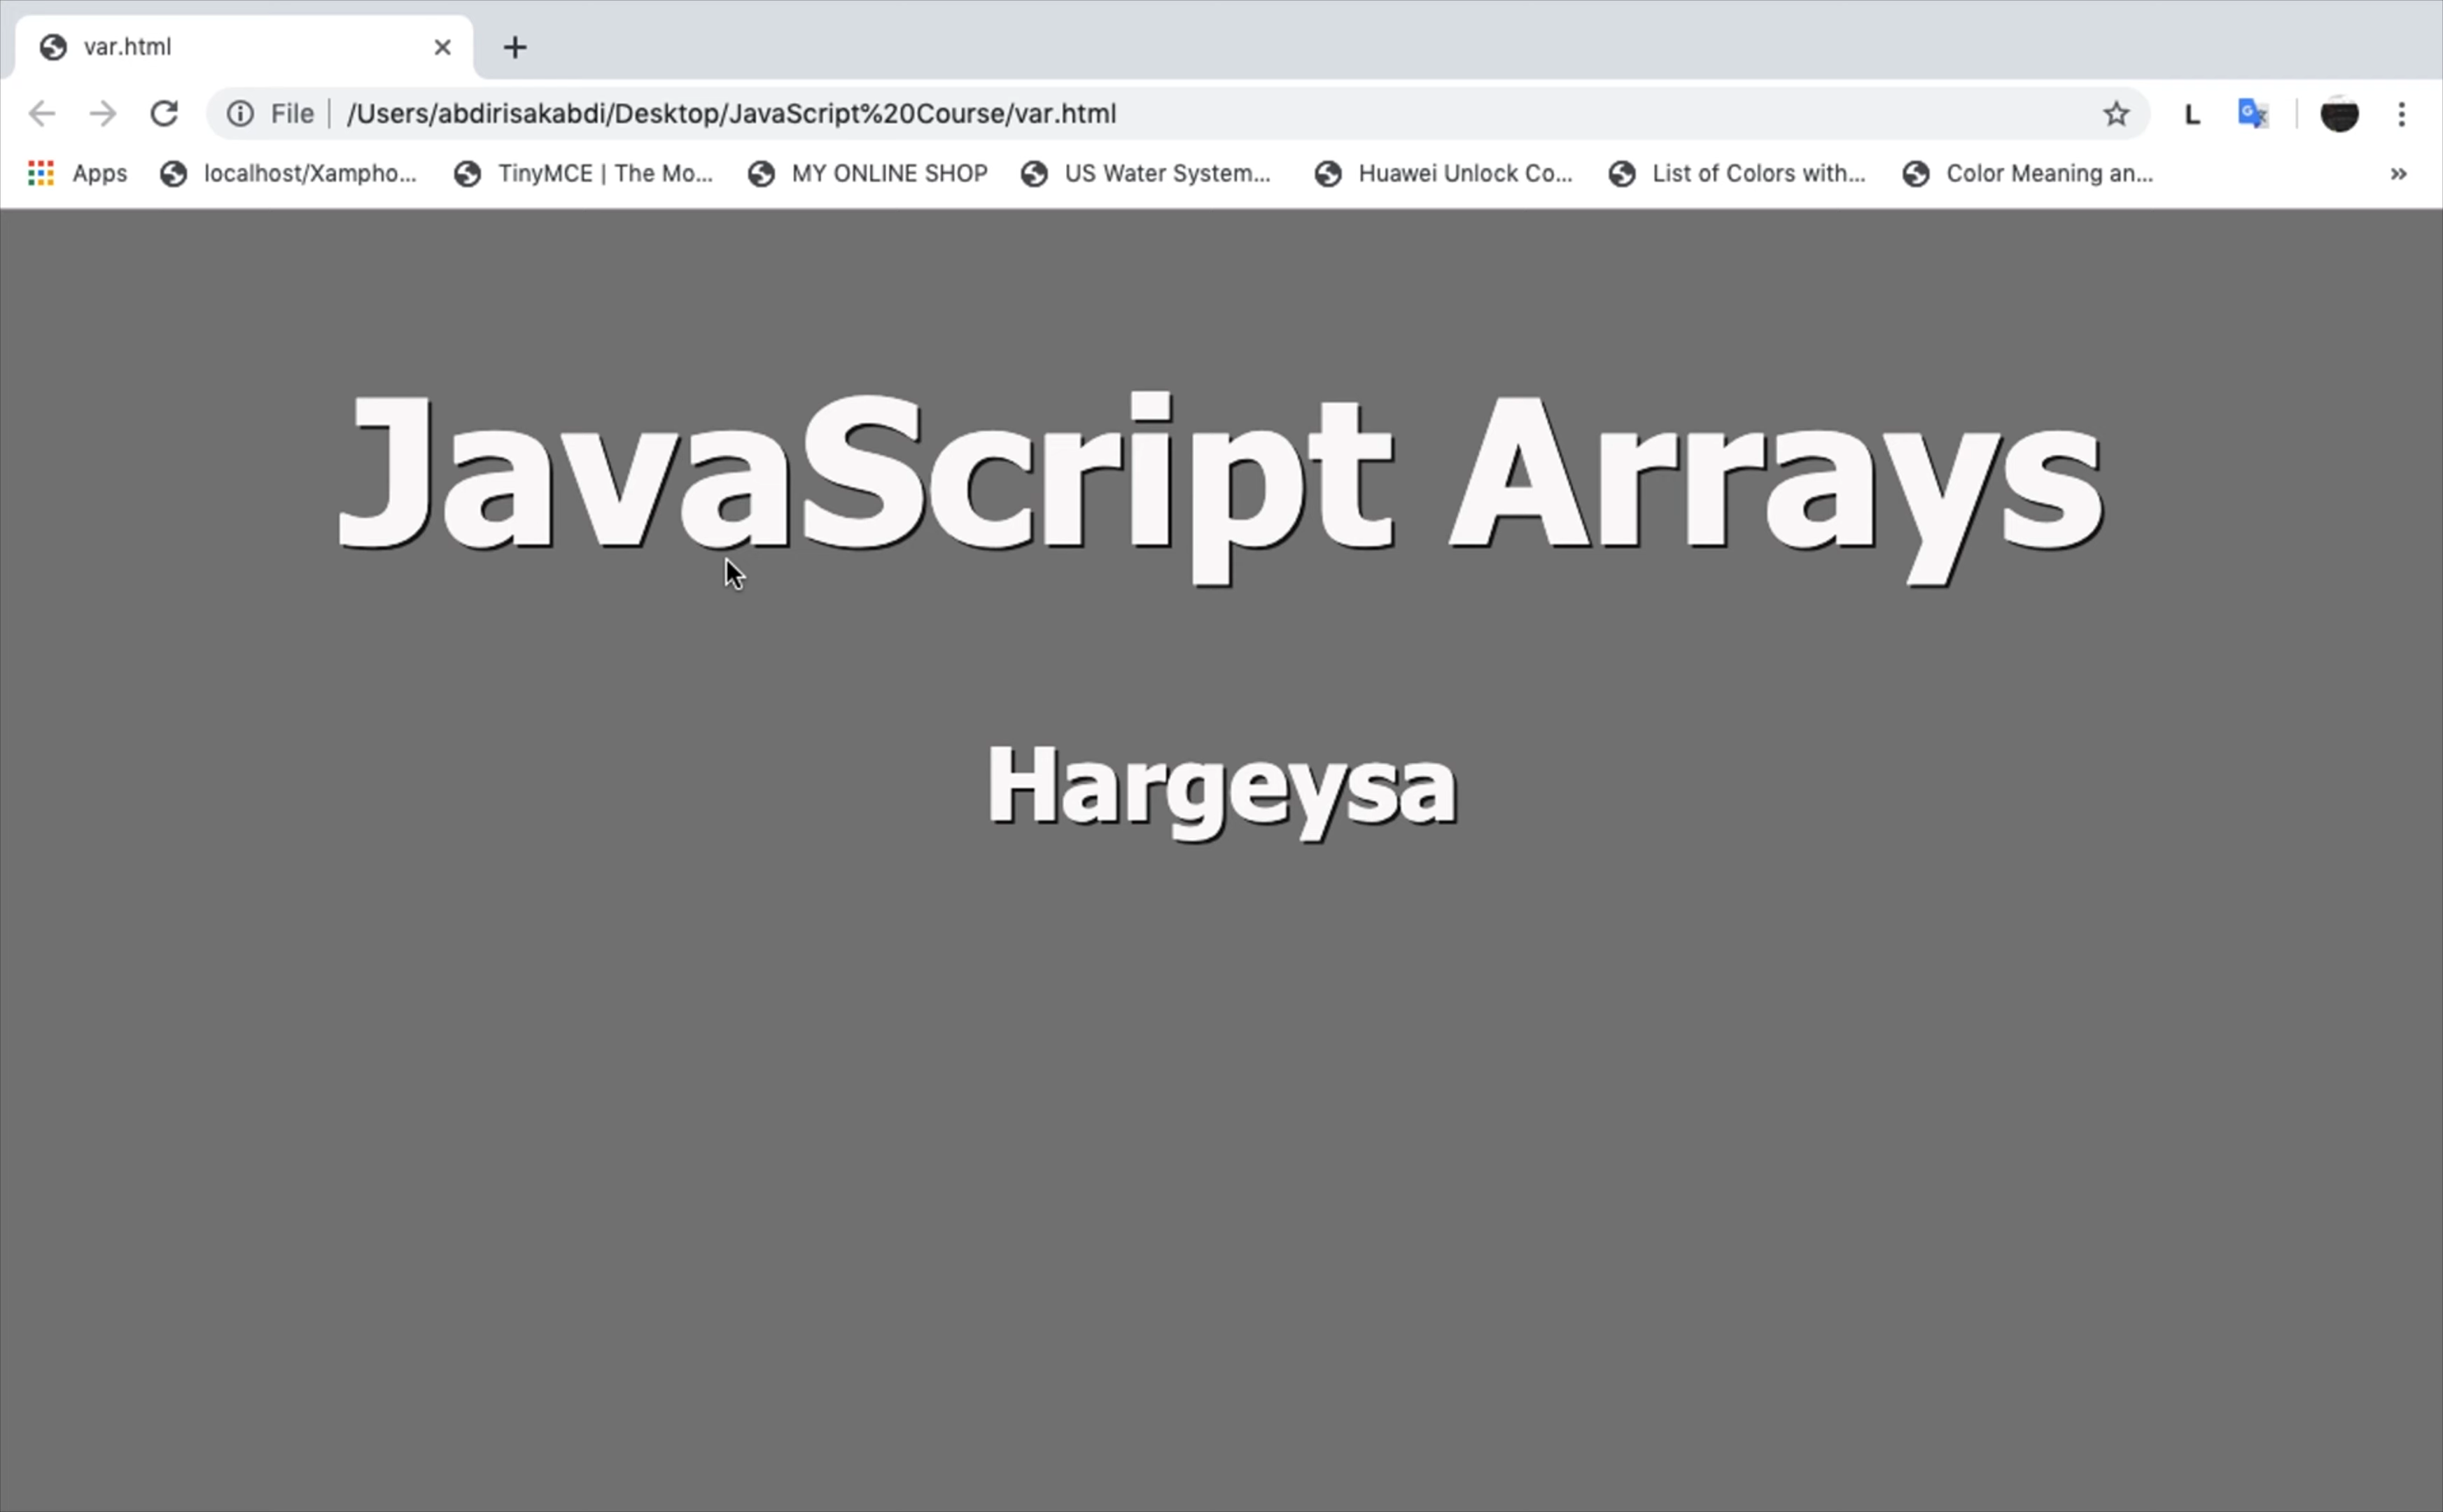 var.html
File /Users/abdirisakabdi/Desktop/JavaScript%20Course/var.html L
Apps localhost/Xampho... TinyMCE | The Mo... MY ONLINE SHOP US Water System... Huawei Unlock Co... List of Colors with... Color Meaning an... »
JavaScript Arrays
Hargeysa